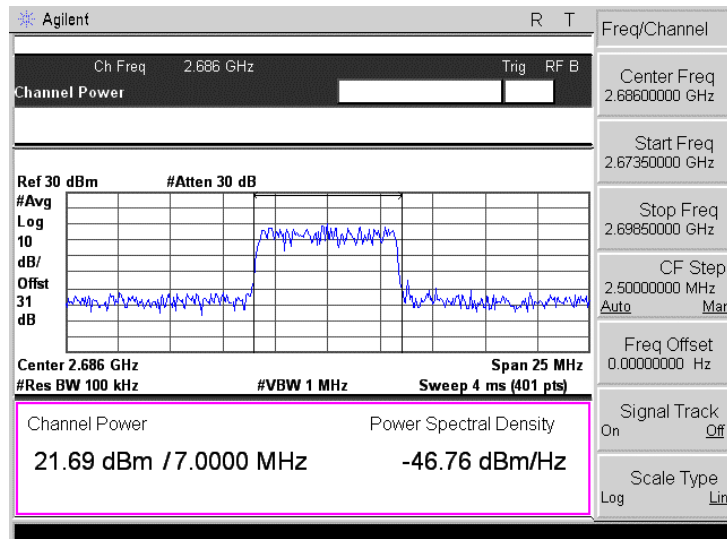 Agilent R T
Ch Freq 2.686 GHz Trig RF B
Channel Power
Ref 30 dBm #Atten 30 dB
#Avg
Log
10
dB/
Offst
31
dB
Center 2.686 GHz Span 25 MHz
#Res BW 100 kHz #VBW 1 MHz Sweep 4 ms (401 pts)
Channel Power Power Spectral Density
21.69 dBm / 7.0000 MHz -46.76 dBm/Hz
Freq/Channel
Center Freq
2.68600000 GHz
Start Freq
2.67350000 GHz
Stop Freq
2.69850000 GHz
CF Step
2.50000000 MHz
Auto Man
Freq Offset
0.00000000 Hz
Signal Track
On Off
Scale Type
Log Lin